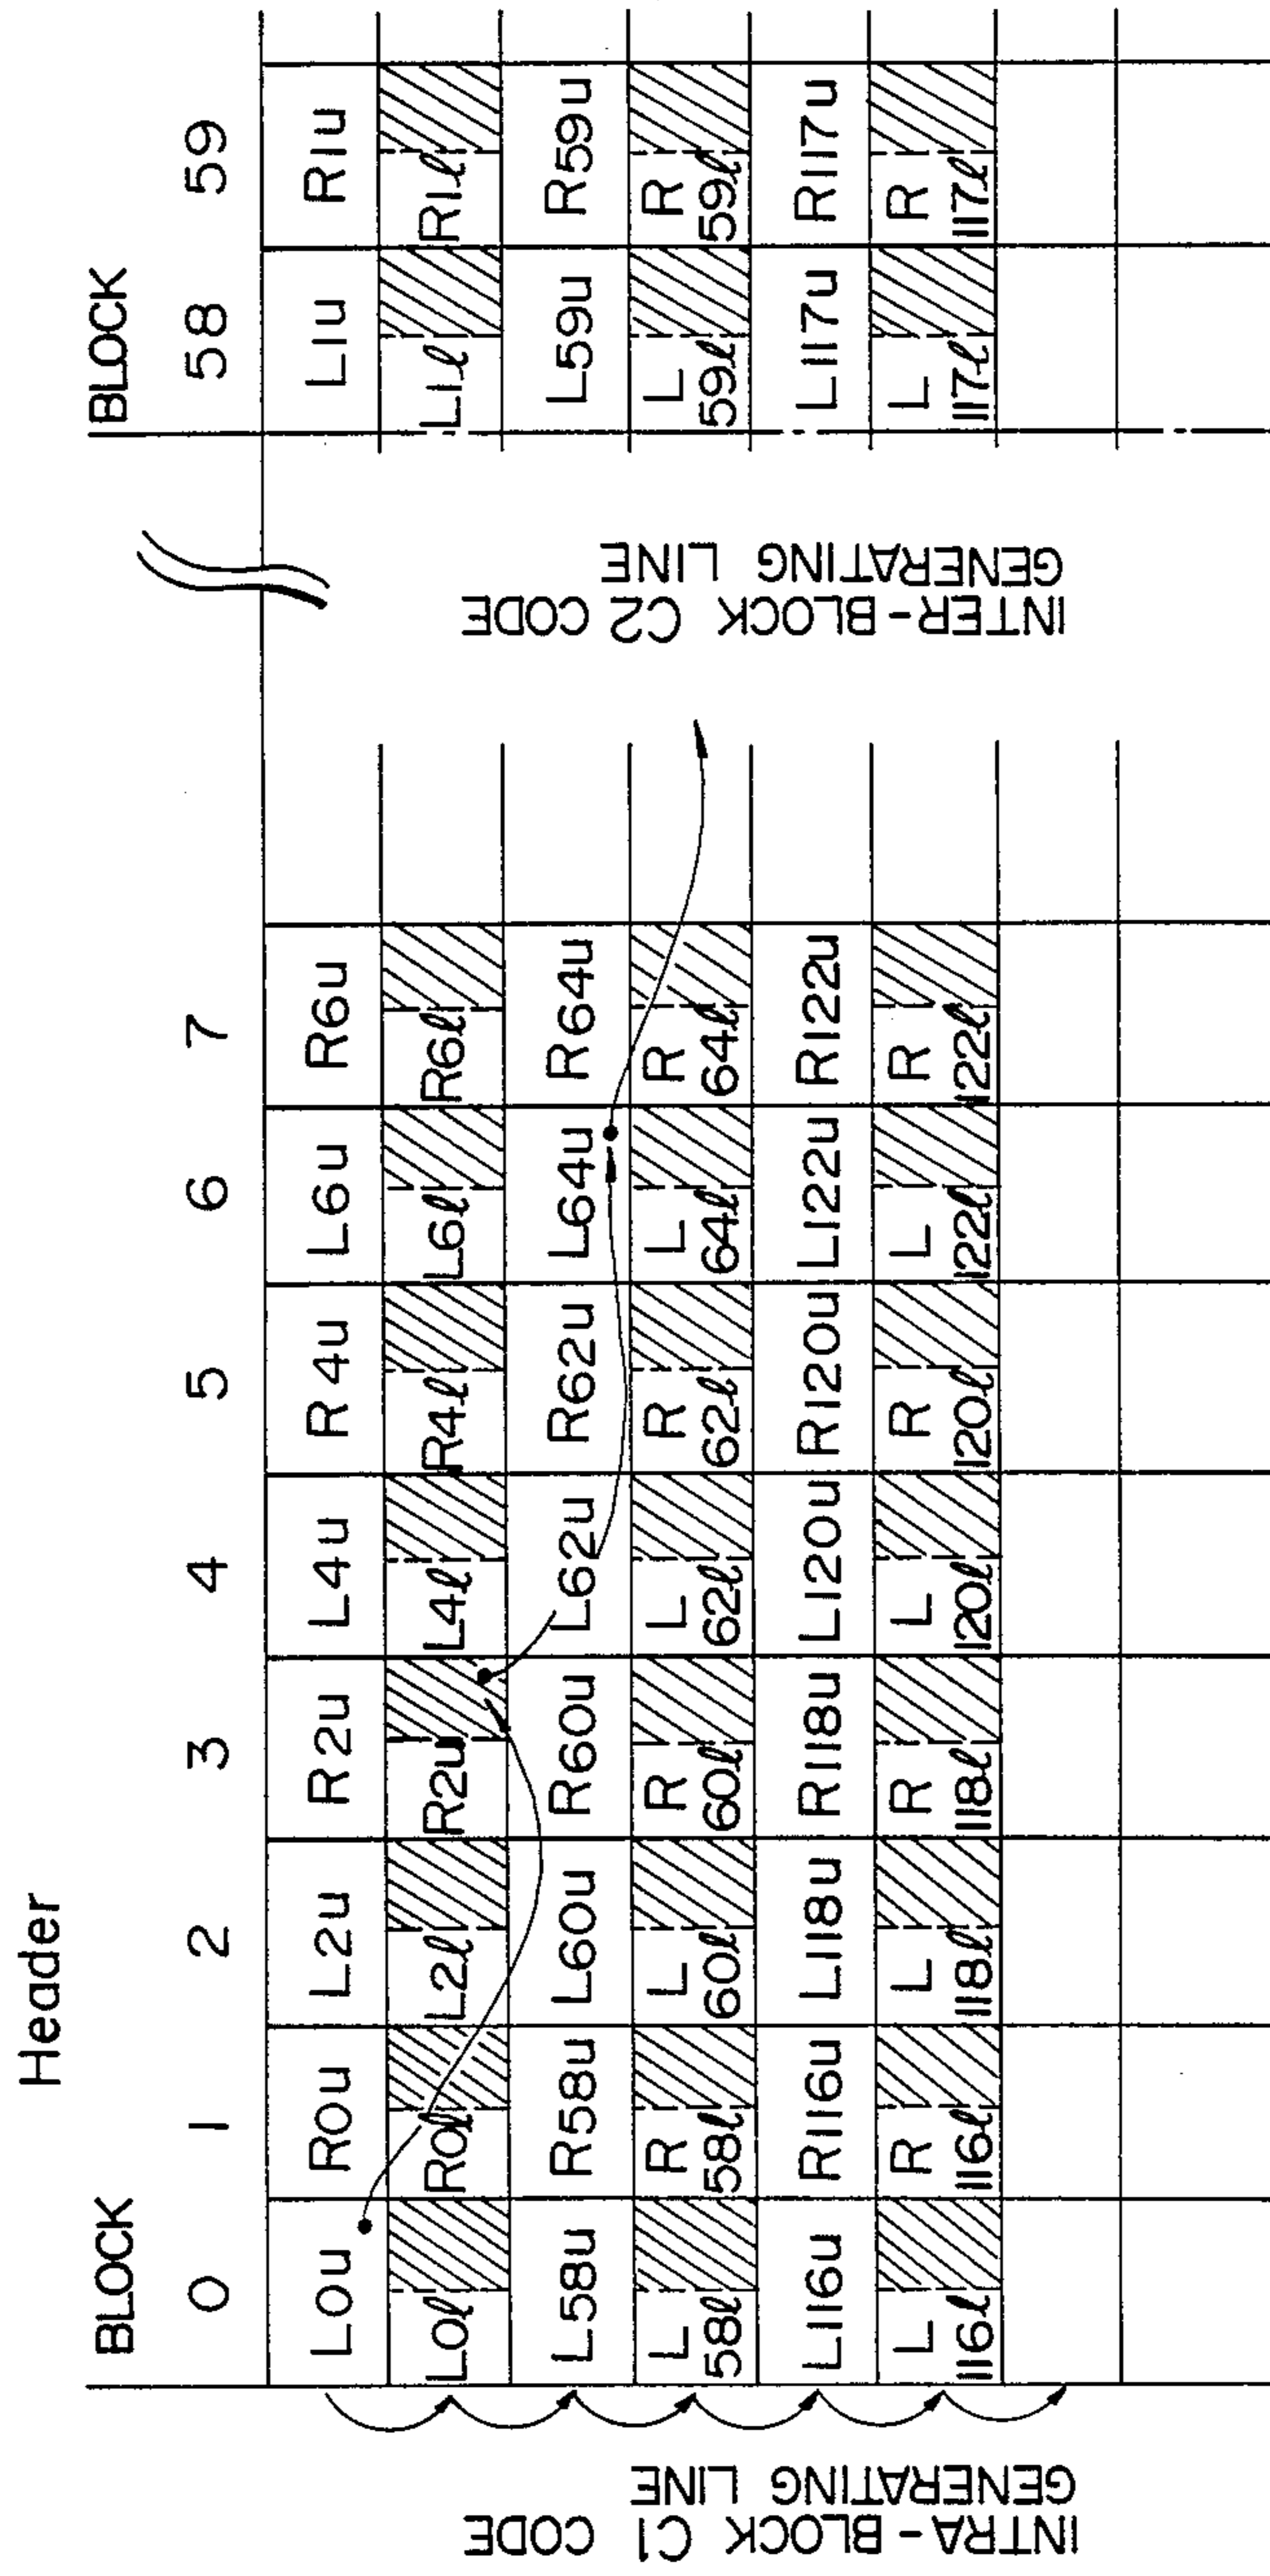 Header
BLOCK
BLOCK
0 1 2 3 4 5 6 7 58 59
L0u R0u L2u R2u L4u R4u L6u R6u L1u R1u
L0ℓ R0ℓ L2ℓ R2u L4ℓ R4ℓ L6ℓ R6ℓ L1ℓ R1ℓ
L58u R58u L60u R60u L62u R62u L64u R64u L59u R59u
L R L R L R L R L R
58ℓ 58ℓ 60ℓ 60ℓ 62ℓ 62ℓ 64ℓ 64ℓ 59ℓ 59ℓ
L116u R116u L118u R118u L120u R120u L122u R122u L117u R117u
L R L R L R L R L R
116ℓ 116ℓ 118ℓ 118ℓ 120ℓ 120ℓ 122ℓ 122ℓ 117ℓ 117ℓ
INTRA-BLOCK C1 CODE
GENERATING LINE
INTER-BLOCK C2 CODE
GENERATING LINE